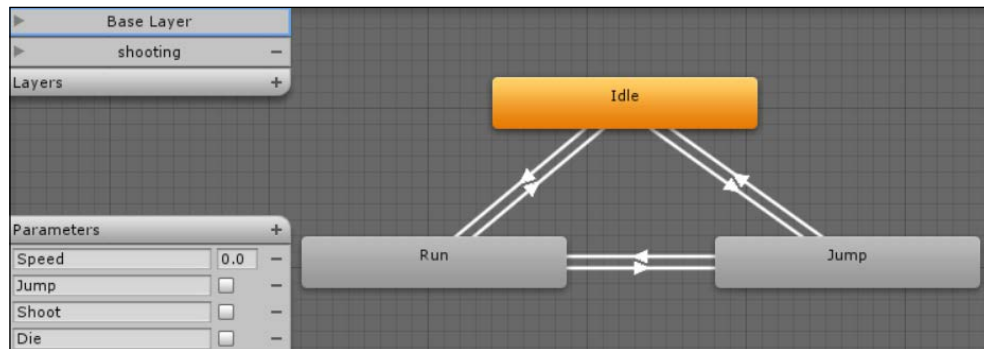 Base Layer
shooting
Layers
Idle
Parameters
Speed 0.0
Jump
Shoot
Die
Run
Jump